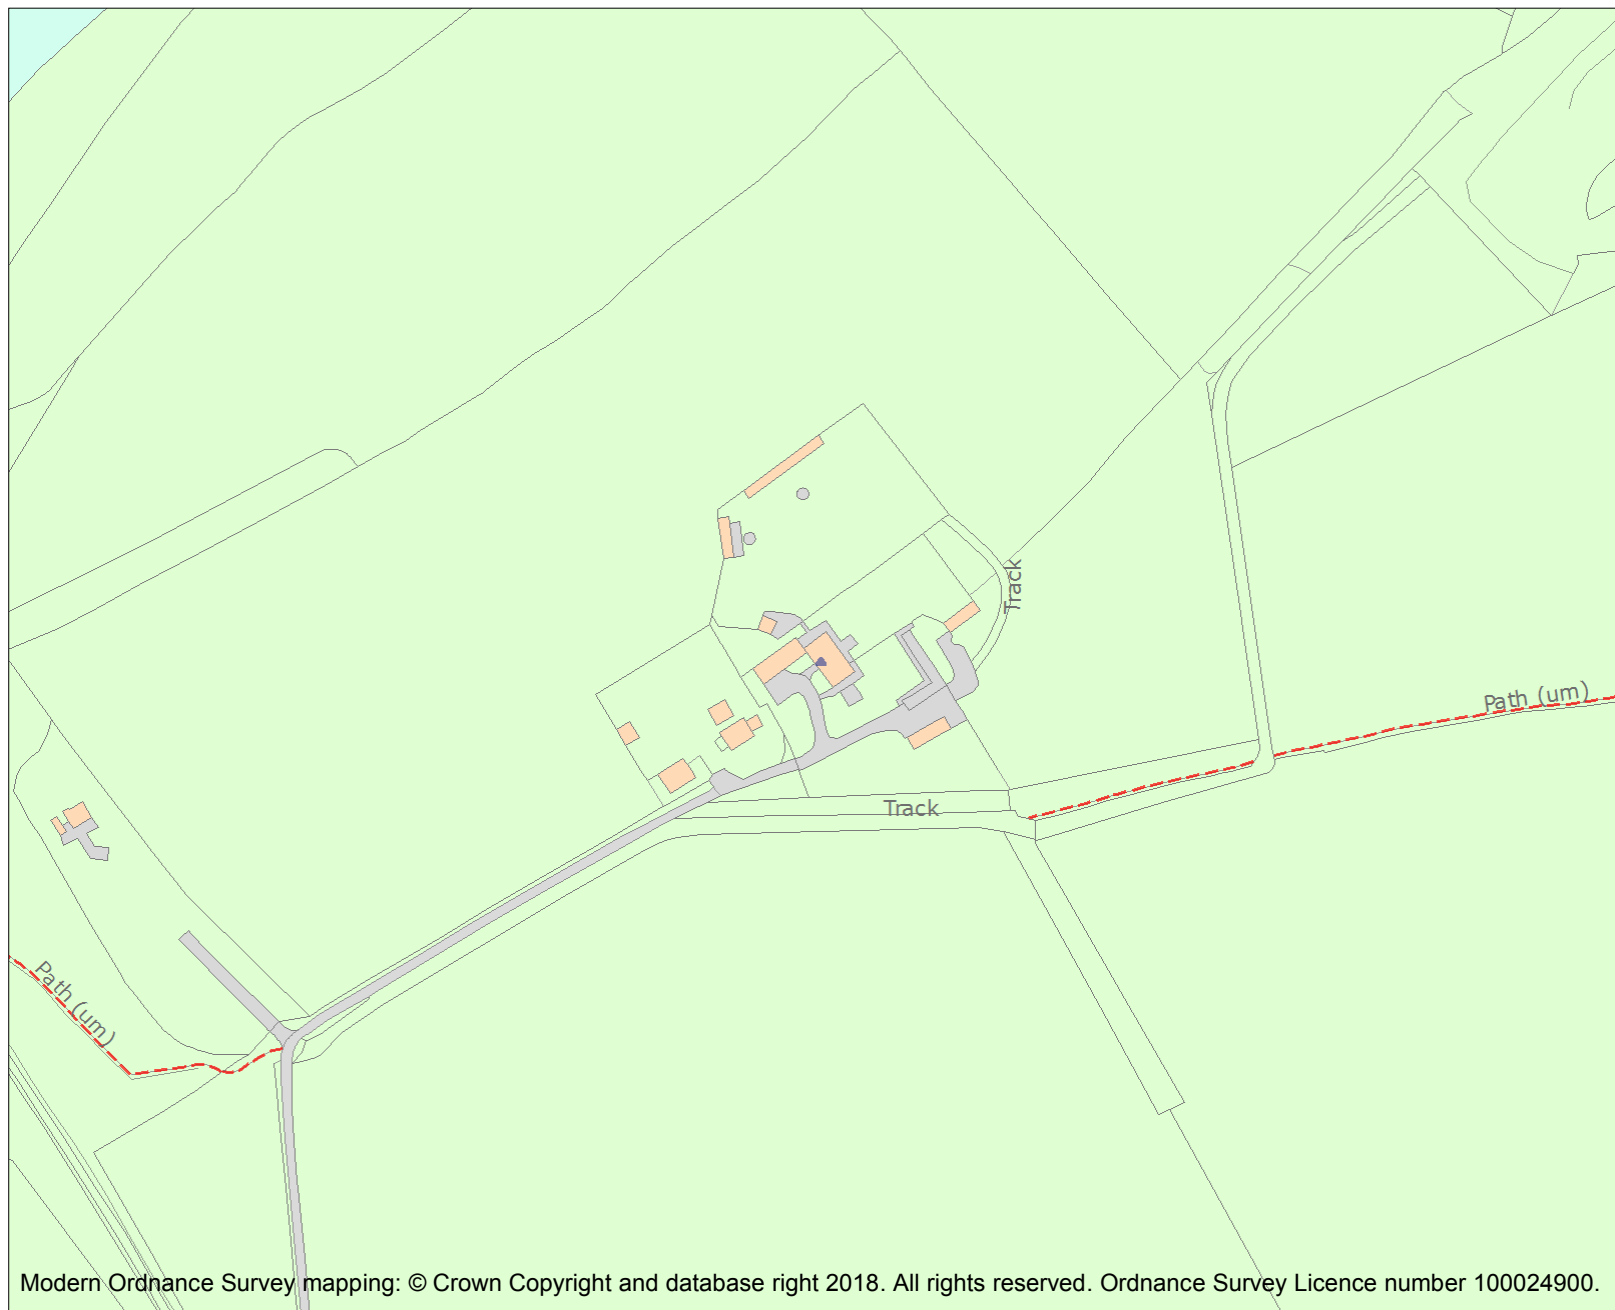 Track
Path (um)
Track
Path (um)
Modern Ordnance Survey mapping: © Crown Copyright and database right 2018. All rights reserved. Ordnance Survey Licence number 100024900.